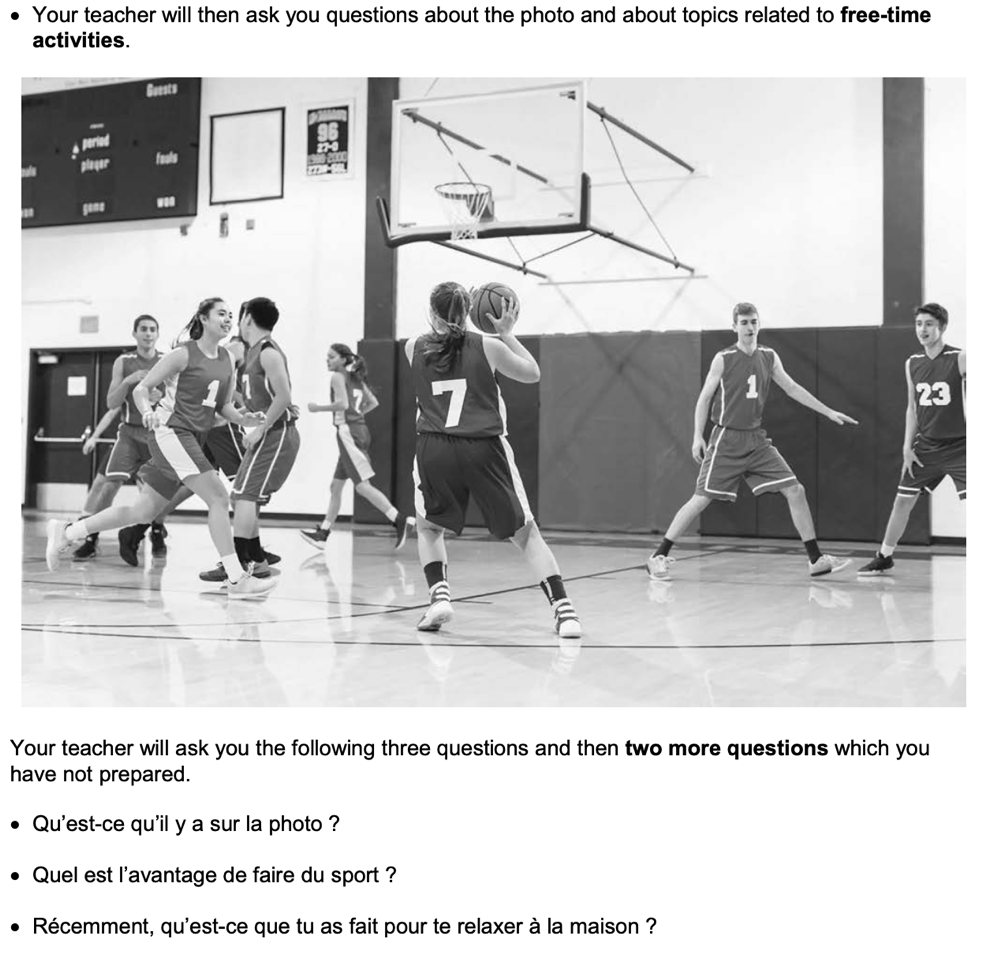 • Your teacher will then ask you questions about the photo and about topics related to free-time
activities.
Guests
period
player
fouls
game
won
96
27-0
1
7
1
23
Your teacher will ask you the following three questions and then two more questions which you
have not prepared.
• Qu’est-ce qu’il y a sur la photo ?
• Quel est l’avantage de faire du sport ?
• Récemment, qu’est-ce que tu as fait pour te relaxer à la maison ?